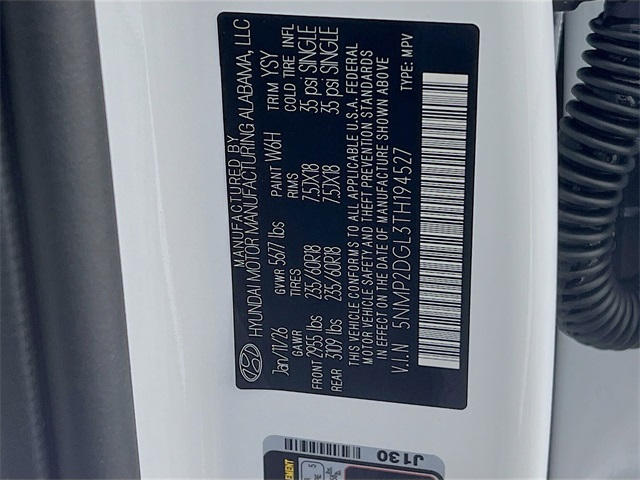 MANUFACTURED BY
HYUNDAI MOTOR MANUFACTURING ALABAMA, LLC
Jan/11/26 GVWR 5677 lbs PAINT W6H TRIM YSY
GAWR TIRES RIMS COLD TIRE INFL
FRONT 2955 lbs 235/60R18 7.5JX18 35 psi SINGLE
REAR 3109 lbs 235/60R18 7.5JX18 35 psi SINGLE
THIS VEHICLE CONFORMS TO ALL APPLICABLE U.S.A. FEDERAL
MOTOR VEHICLE SAFETY AND THEFT PREVENTION STANDARDS
IN EFFECT ON THE DATE OF MANUFACTURE SHOWN ABOVE
V.I.N 5NMP2DGL3TH194527 TYPE: MPV
J130